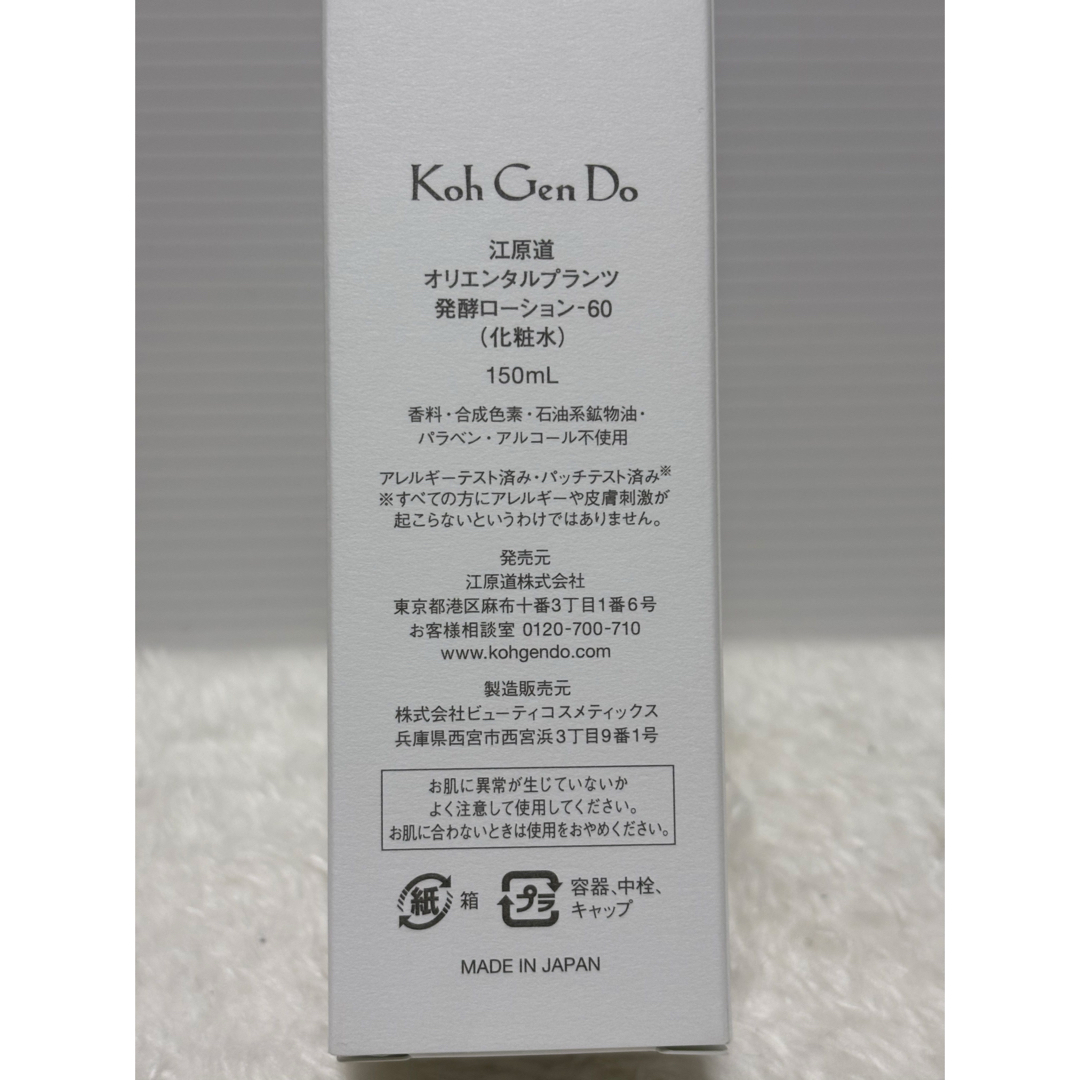 Koh Gen Do
江原道
オリエンタルプランツ
発酵ローション-60
（化粧水）
150mL
香料・合成色素・石油系鉱物油・
パラベン・アルコール不使用
アレルギーテスト済み・パッチテスト済み※
※すべての方にアレルギーや皮膚刺激が
起こらないというわけではありません。
発売元
江原道株式会社
東京都港区麻布十番3丁目1番6号
お客様相談室 0120-700-710
www.kohgendo.com
製造販売元
株式会社ビューティコスメティックス
兵庫県西宮市西宮浜3丁目9番1号
お肌に異常が生じていないか
よく注意して使用してください。
お肌に合わないときは使用をおやめください。
紙 箱 プラ 容器、中栓、
キャップ
MADE IN JAPAN